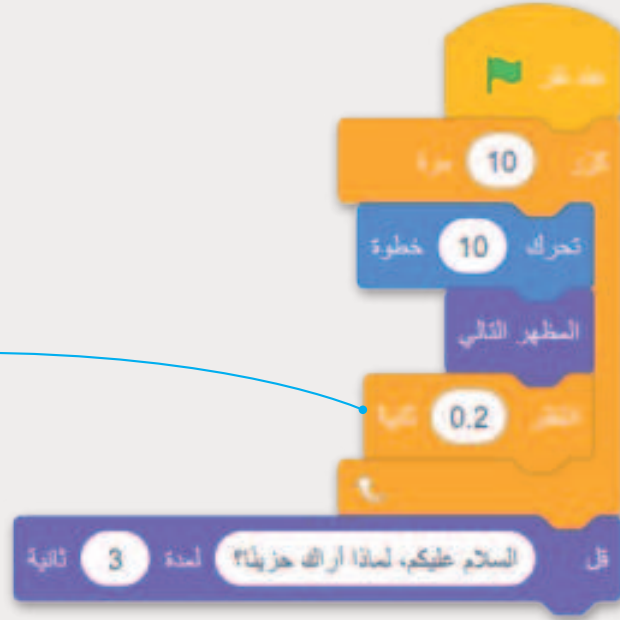 عند نقر
كرر 10 مرة
تحرك 10 خطوة
المظهر التالي
انتظر 0.2 ثانية
قل السلام عليكم، لماذا أراك حزينًا؟ لمدة 3 ثانية